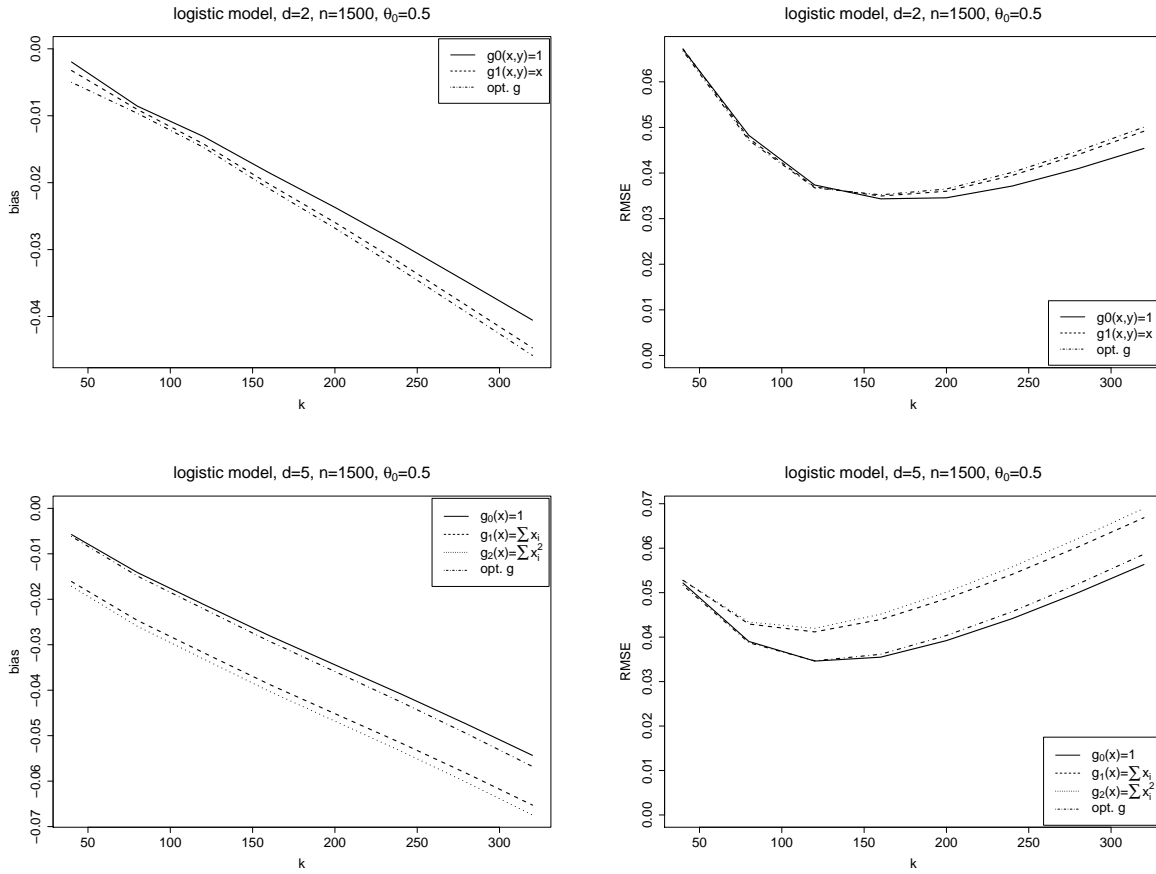 logistic model, d=2, n=1500, θ₀=0.5
bias
0.00
−0.01
−0.02
−0.03
−0.04
g0(x,y)=1
g1(x,y)=x
opt. g
50 100 150 200 250 300
k
logistic model, d=2, n=1500, θ₀=0.5
RMSE
0.06
0.05
0.04
0.03
0.02
0.01
0.00
g0(x,y)=1
g1(x,y)=x
opt. g
50 100 150 200 250 300
k
logistic model, d=5, n=1500, θ₀=0.5
bias
0.00
−0.01
−0.02
−0.03
−0.04
−0.05
−0.06
−0.07
g₀(x)=1
g₁(x)=∑xᵢ
g₂(x)=∑xᵢ²
opt. g
50 100 150 200 250 300
k
logistic model, d=5, n=1500, θ₀=0.5
RMSE
0.07
0.06
0.05
0.04
0.03
0.02
0.01
0.00
g₀(x)=1
g₁(x)=∑xᵢ
g₂(x)=∑xᵢ²
opt. g
50 100 150 200 250 300
k